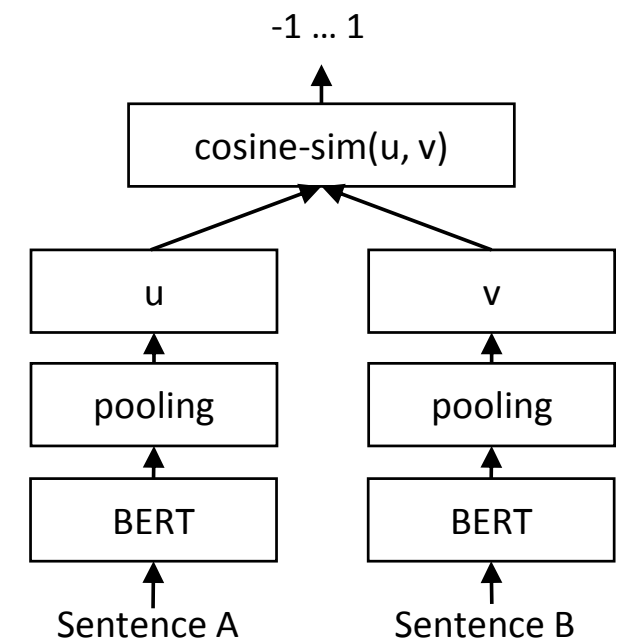 -1 … 1
cosine-sim(u, v)
u
v
pooling
pooling
BERT
BERT
Sentence A
Sentence B